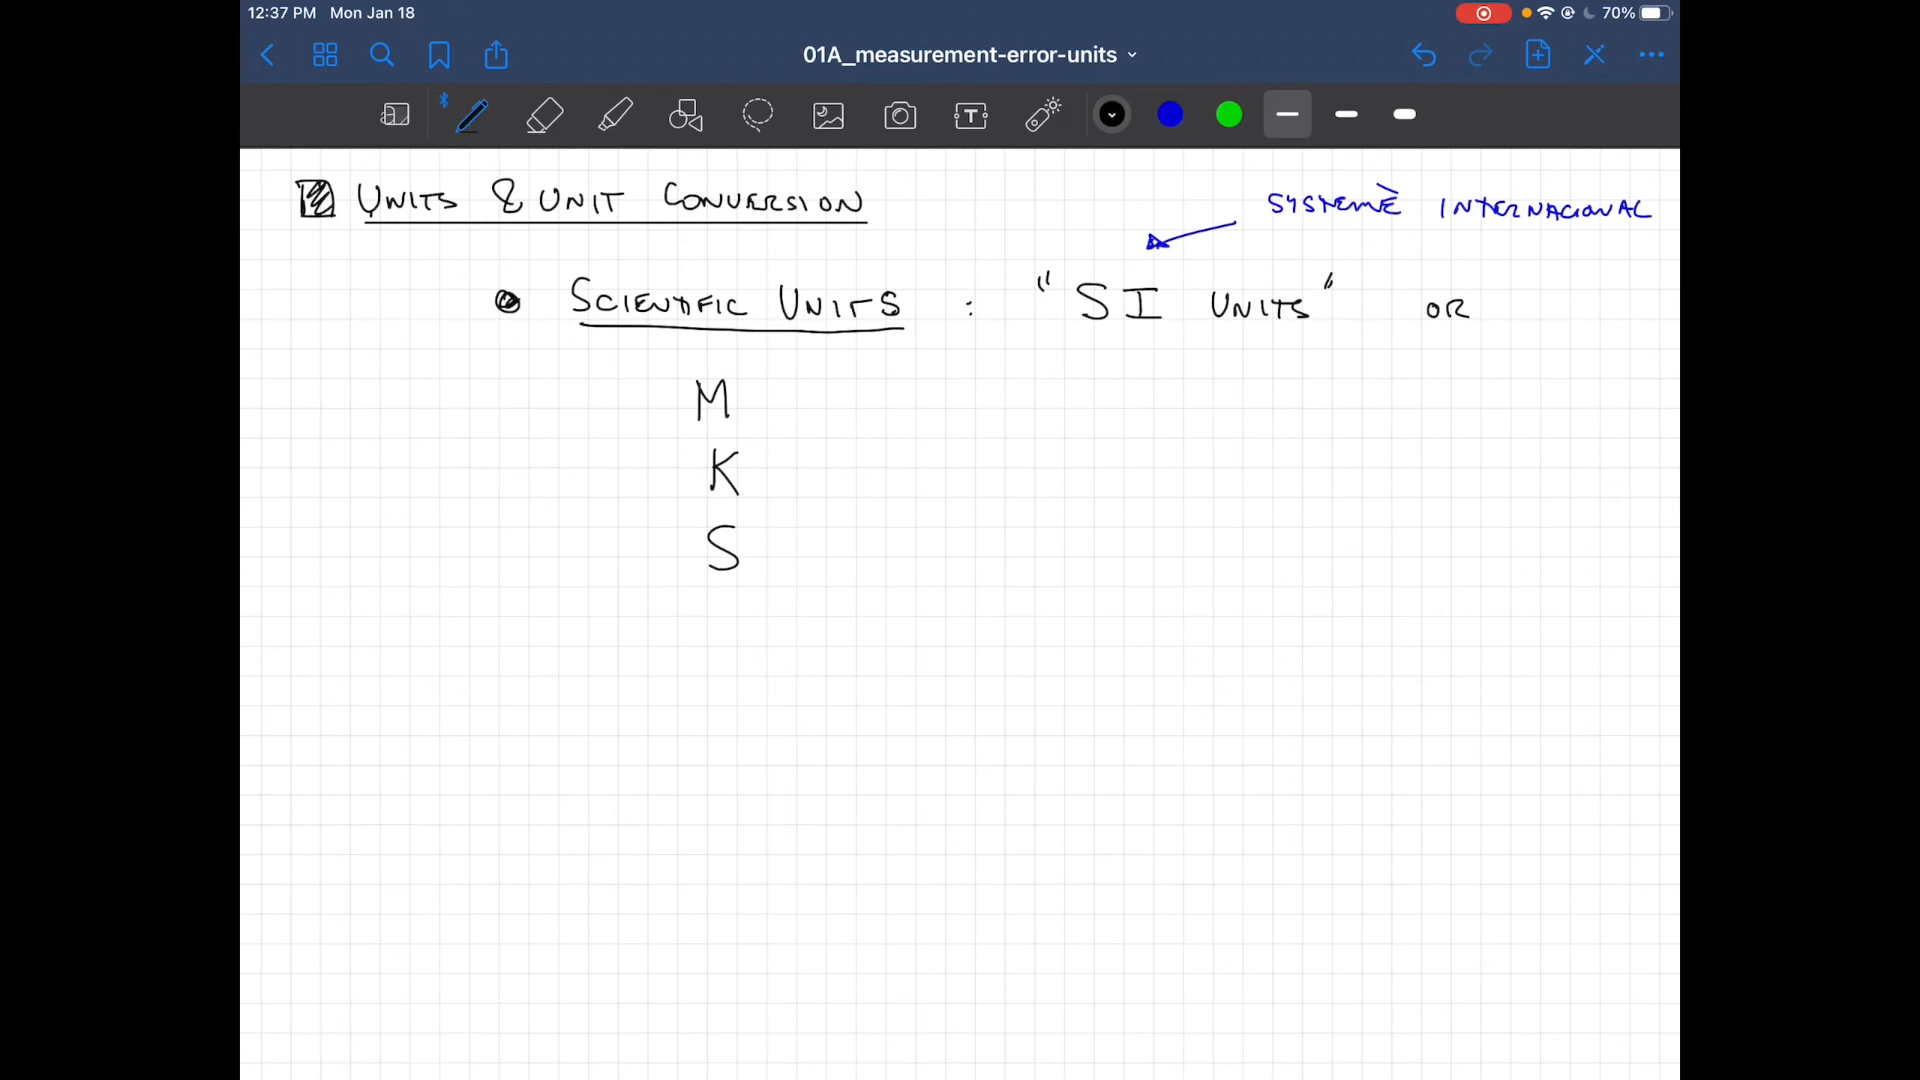 12:37 PM Mon Jan 18
70%
01A_measurement-error-units
T
UNITS & UNIT CONVERSION
SYSTEMÈ INTERNACIONAL
SCIENTIFIC UNITS : "SI UNITS" OR
M
K
S